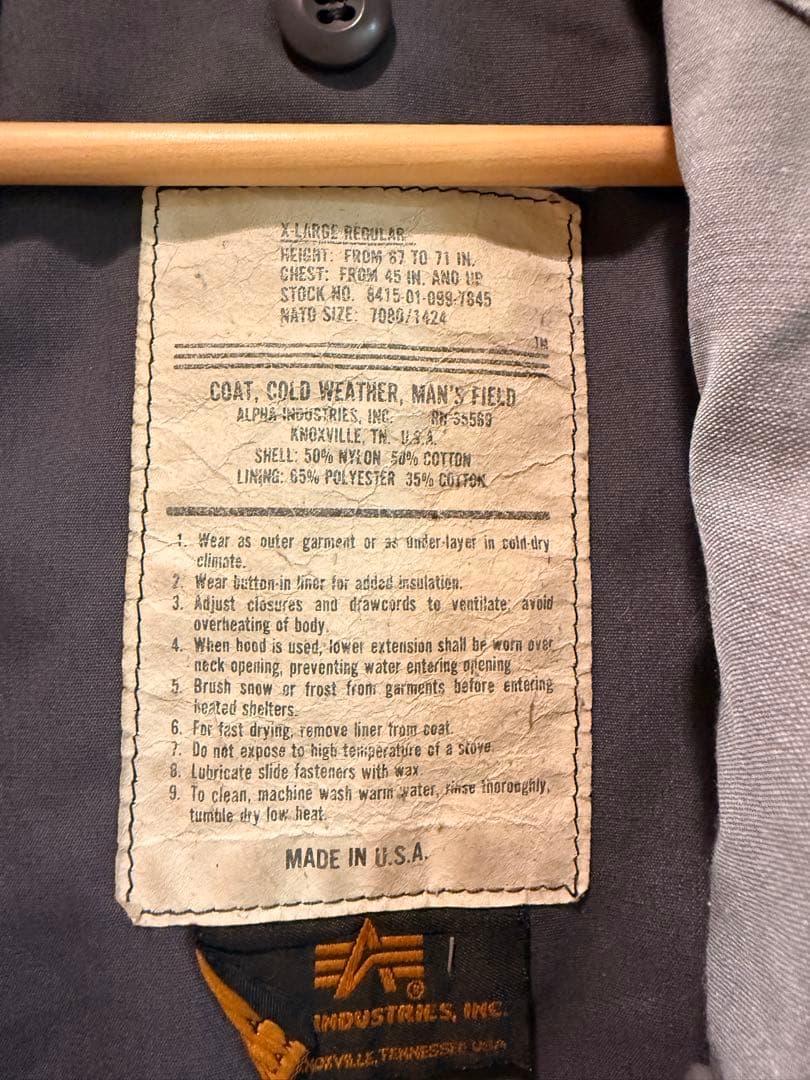 X-LARGE REGULAR
HEIGHT: FROM 67 TO 71 IN.
CHEST: FROM 45 IN. AND UP
STOCK NO. 8415-01-099-7845
NATO SIZE: 7080/1424
TM
COAT, COLD WEATHER, MAN'S FIELD
ALPHA INDUSTRIES, INC. RN 35589
KNOXVILLE, TN. U.S.A.
SHELL: 50% NYLON 50% COTTON
LINING: 65% POLYESTER 35% COTTON
1. Wear as outer garment or as under-layer in cold-dry
climate.
2. Wear button-in liner for added insulation.
3. Adjust closures and drawcords to ventilate, avoid
overheating of body.
4. When hood is used, lower extension shall be worn over
neck opening, preventing water entering opening
5. Brush snow or frost from garments before entering
heated shelters.
6. For fast drying, remove liner from coat.
7. Do not expose to high temperature of a stove.
8. Lubricate slide fasteners with wax.
9. To clean, machine wash warm water, rinse thoroughly,
tumble dry low heat.
MADE IN U.S.A.
®
INDUSTRIES, INC.
KNOXVILLE, TENNESSEE USA